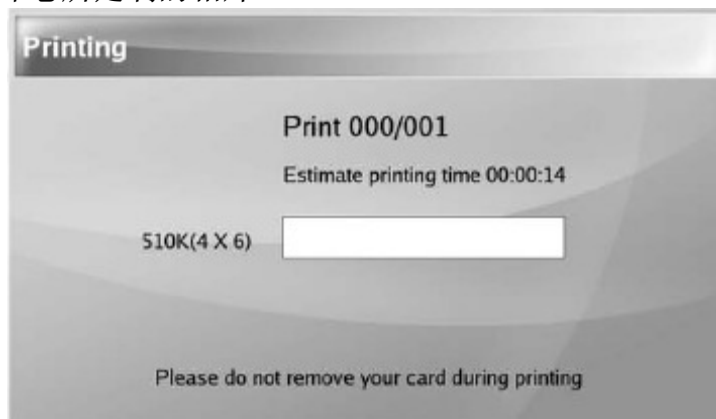 Printing
Print 000/001
Estimate printing time 00:00:14
510K(4 X 6)
Please do not remove your card during printing